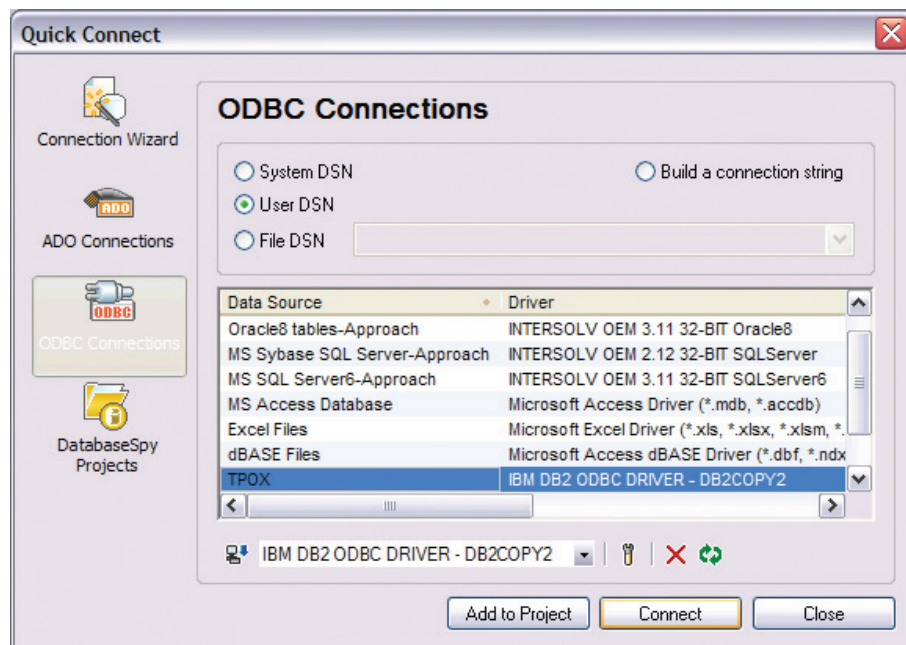 Quick Connect
Connection Wizard
ADO
ADO Connections
ODBC
ODBC Connections
DatabaseSpy
Projects
ODBC Connections
System DSN
Build a connection string
User DSN
File DSN
Data Source Driver
Oracle8 tables-Approach INTERSOLV OEM 3.11 32-BIT Oracle8
MS Sybase SQL Server-Approach INTERSOLV OEM 2.12 32-BIT SQLServer
MS SQL Server6-Approach INTERSOLV OEM 3.11 32-BIT SQLServer6
MS Access Database Microsoft Access Driver (*.mdb, *.accdb)
Excel Files Microsoft Excel Driver (*.xls, *.xlsx, *.xlsm, *.
dBASE Files Microsoft Access dBASE Driver (*.dbf, *.ndx
TPOX IBM DB2 ODBC DRIVER - DB2COPY2
IBM DB2 ODBC DRIVER - DB2COPY2
Add to Project Connect Close